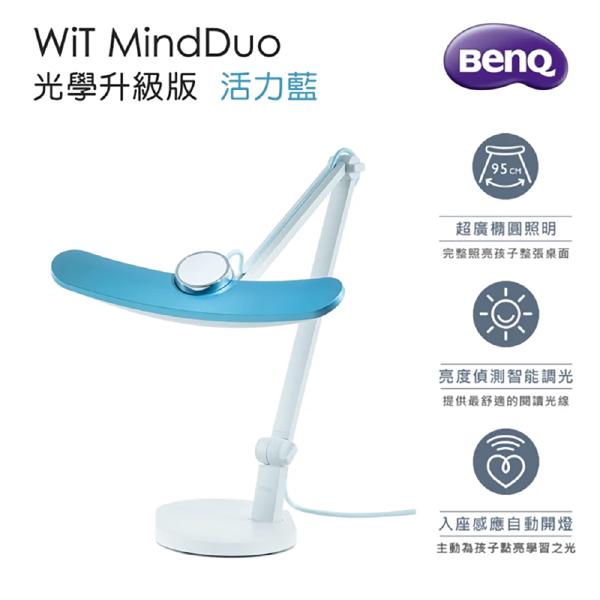 WiT MindDuo
光學升級版 活力藍
BenQ
95CM
超廣橢圓照明
完整照亮孩子整張桌面
亮度偵測智能調光
提供最舒適的閱讀光線
入座感應自動開燈
主動為孩子點亮學習之光